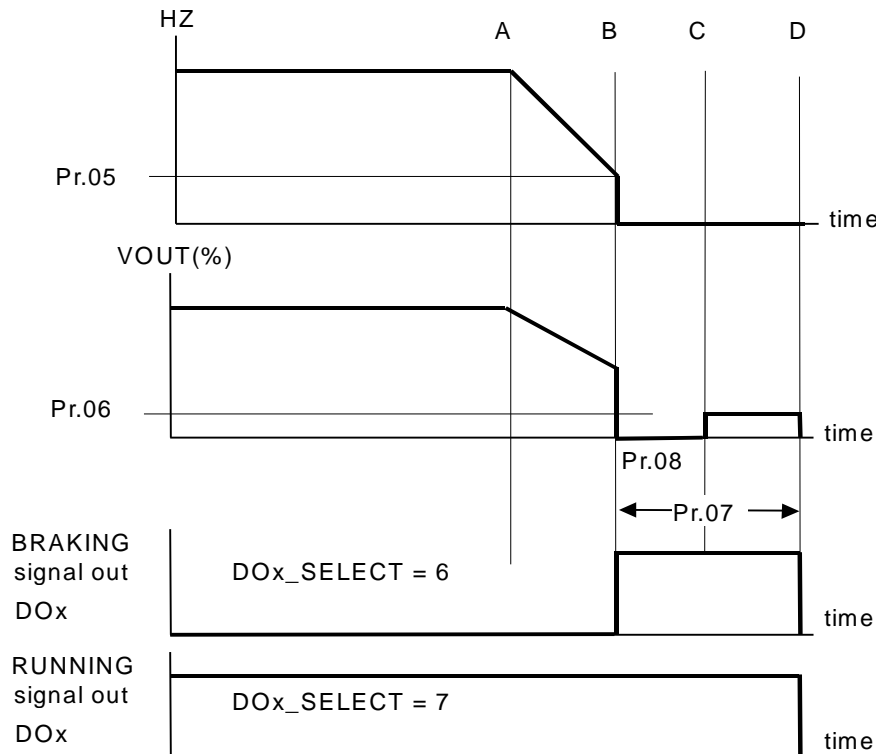 HZ
A B C D
Pr.05
time
VOUT(%)
Pr.06
time
Pr.08
Pr.07
BRAKING
signal out
DOx
DOx_SELECT = 6
time
RUNNING
signal out
DOx
DOx_SELECT = 7
time